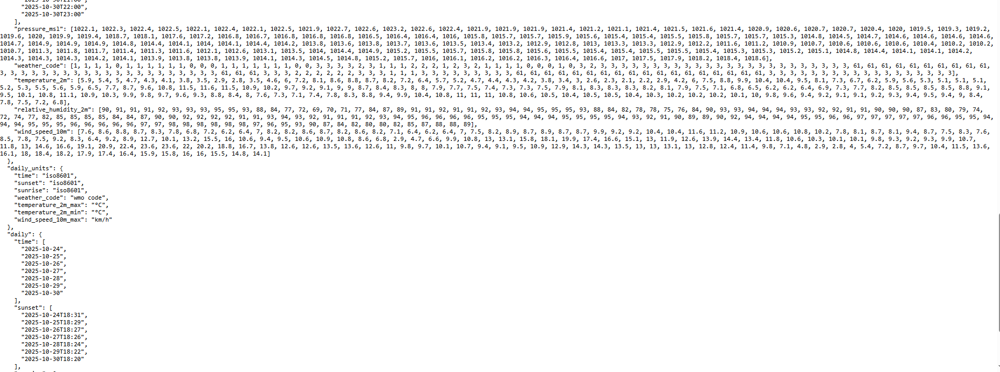 "2025-10-30T21:00",
"2025-10-30T22:00",
"2025-10-30T23:00"
],
"pressure_msl": [1022.1, 1022.3, 1022.4, 1022.5, 1022.1, 1022.4, 1022.1, 1022.5, 1021.9, 1022.7, 1022.6, 1023.2, 1022.6, 1022.4, 1021.9, 1021.9, 1021.9, 1021.4, 1021.2, 1021.1, 1021.4, 1021.5, 1021.6, 1021.4, 1020.9, 1020.6, 1020.7, 1020.7, 1020.4, 1020, 1019.5, 1019.3, 1019.2,
1019.6, 1020, 1019.9, 1019.4, 1018.7, 1018.1, 1017.6, 1017.2, 1016.8, 1016.7, 1016.8, 1016.8, 1016.8, 1016.5, 1016.4, 1016.4, 1016, 1015.8, 1015.7, 1015.7, 1015.9, 1015.6, 1015.4, 1015.4, 1015.5, 1015.8, 1015.7, 1015.7, 1015.3, 1014.8, 1014.5, 1014.7, 1014.6, 1014.6, 1014.6, 1014.6,
1014.7, 1014.9, 1014.9, 1014.9, 1014.8, 1014.4, 1014.1, 1014, 1014.1, 1014.4, 1014.4, 1014.2, 1013.8, 1013.6, 1013.8, 1013.7, 1013.6, 1013.5, 1013.4, 1013.2, 1012.9, 1012.8, 1013, 1013.3, 1013.3, 1012.9, 1012.2, 1011.6, 1011.2, 1010.9, 1010.7, 1010.6, 1010.6, 1010.4, 1010.2, 1010.2,
1010.7, 1011.3, 1011.8, 1011.7, 1011.4, 1011.3, 1011.6, 1012.1, 1012.6, 1013.1, 1013.5, 1014, 1014.4, 1014.9, 1015.2, 1015.5, 1015.7, 1015.8, 1015.8, 1015.6, 1015.5, 1015.4, 1015.4, 1015.5, 1015.5, 1015.4, 1015.3, 1015.3, 1015.2, 1015.1, 1014.8, 1014.4, 1014.1, 1014.1, 1014.2,
1014.3, 1014.3, 1014.3, 1014.2, 1014.1, 1013.9, 1013.8, 1013.8, 1013.9, 1014.1, 1014.3, 1014.5, 1014.8, 1015.2, 1015.7, 1016, 1016.1, 1016.2, 1016.2, 1016.3, 1016.4, 1016.6, 1017, 1017.5, 1017.9, 1018.2, 1018.4, 1018.6],
"weather_code": [1, 1, 1, 1, 0, 1, 1, 1, 1, 1, 1, 0, 0, 0, 1, 1, 1, 1, 1, 1, 1, 0, 0, 3, 3, 3, 3, 2, 3, 1, 1, 1, 2, 2, 2, 1, 2, 3, 2, 1, 1, 1, 1, 0, 0, 0, 1, 0, 3, 2, 3, 3, 3, 3, 3, 3, 3, 3, 3, 3, 3, 3, 3, 3, 3, 3, 3, 3, 3, 3, 3, 3, 3, 3, 61, 61, 61, 61, 61, 61, 61, 61, 61,
3, 3, 3, 3, 3, 3, 3, 3, 3, 3, 3, 3, 3, 3, 3, 3, 3, 3, 3, 3, 3, 3, 61, 61, 61, 3, 3, 3, 2, 2, 2, 2, 2, 2, 3, 3, 3, 1, 1, 1, 3, 3, 3, 3, 3, 3, 3, 3, 3, 61, 61, 61, 61, 61, 61, 61, 61, 61, 61, 61, 61, 61, 61, 61, 61, 61, 61, 3, 3, 3, 3, 3, 3, 3, 3, 3, 3, 3, 3],
"temperature_2m": [5.9, 5.4, 5, 4.7, 4.3, 4.1, 3.8, 3.5, 2.9, 2.8, 3.5, 4.6, 6, 7.2, 8.1, 8.6, 8.8, 8.7, 8.2, 7.2, 6.4, 5.7, 5.2, 4.7, 4.4, 4.3, 4.2, 3.8, 3.4, 3, 2.6, 2.3, 2.1, 2.2, 2.9, 4.2, 6, 7.5, 8.8, 9.9, 10.4, 10.4, 9.5, 8.1, 7.3, 6.7, 6.2, 5.9, 5.6, 5.3, 5.1, 5.1, 5.1,
5.2, 5.3, 5.5, 5.6, 5.9, 6.5, 7.7, 8.7, 9.6, 10.8, 11.5, 11.6, 11.5, 10.9, 10.2, 9.7, 9.2, 9.1, 9, 9, 8.7, 8.4, 8.3, 8, 8, 7.9, 7.7, 7.5, 7.4, 7.3, 7.3, 7.5, 7.9, 8.1, 8.3, 8.3, 8.3, 8.2, 8.1, 7.9, 7.5, 7.1, 6.8, 6.5, 6.2, 6.2, 6.4, 6.9, 7.3, 7.7, 8.2, 8.5, 8.5, 8.5, 8.5, 8.5, 8.8, 9.1,
9.5, 10.1, 10.8, 11.1, 10.9, 10.3, 9.9, 9.8, 9.7, 9.6, 9.3, 8.8, 8.4, 8, 7.6, 7.3, 7.1, 7.4, 7.8, 8.3, 8.8, 9.4, 9.9, 10.4, 10.8, 11, 11, 11, 10.8, 10.6, 10.5, 10.4, 10.5, 10.5, 10.4, 10.3, 10.2, 10.2, 10.2, 10.1, 10, 9.8, 9.6, 9.4, 9.2, 9.1, 9.1, 9.2, 9.3, 9.4, 9.5, 9.4, 9, 8.4,
7.8, 7.5, 7.2, 6.8],
"relative_humidity_2m": [90, 91, 91, 91, 92, 93, 93, 93, 95, 95, 93, 88, 84, 77, 72, 69, 70, 71, 77, 84, 87, 89, 91, 91, 92, 91, 91, 92, 93, 94, 94, 95, 95, 95, 93, 88, 84, 82, 78, 78, 75, 76, 84, 90, 93, 93, 94, 94, 94, 93, 93, 92, 92, 91, 91, 90, 90, 90, 87, 83, 80, 79, 74,
72, 74, 77, 82, 85, 85, 85, 85, 84, 84, 87, 90, 90, 92, 92, 92, 92, 91, 91, 93, 94, 93, 92, 91, 91, 91, 92, 93, 94, 95, 96, 96, 96, 96, 95, 95, 95, 94, 94, 94, 95, 95, 95, 95, 95, 94, 93, 92, 91, 90, 89, 89, 90, 92, 94, 94, 94, 94, 95, 95, 96, 96, 97, 97, 97, 97, 97, 96, 96, 95, 95, 94,
94, 94, 95, 95, 95, 96, 96, 96, 96, 96, 97, 97, 98, 98, 98, 98, 98, 98, 97, 96, 95, 93, 90, 87, 84, 82, 80, 80, 82, 85, 87, 88, 88, 89],
"wind_speed_10m": [7.6, 8.6, 8.8, 8.7, 8.3, 7.8, 6.8, 7.2, 6.2, 6.4, 7, 8.2, 8.2, 8.6, 8.7, 8.2, 8.6, 8.2, 7.1, 6.4, 6.2, 6.4, 7, 7.5, 8.2, 8.9, 8.7, 8.9, 8.7, 8.7, 9.9, 9.2, 9.2, 10.4, 10.4, 11.6, 11.2, 10.9, 10.6, 10.6, 10.8, 10.2, 7.8, 8.1, 8.7, 8.1, 9.4, 8.7, 7.5, 8.3, 7.6,
8.5, 7.8, 7.5, 9.2, 8.3, 6.4, 9.2, 8.9, 12.7, 10.1, 13.2, 15.5, 16, 10.6, 9.4, 9.5, 10.6, 10.9, 10.8, 8.6, 6.8, 2.9, 4.7, 6.6, 9.9, 10.8, 13, 13.1, 15.8, 18.1, 19.9, 17.4, 16.6, 15.1, 13, 11.9, 12.6, 13.9, 14.4, 13.4, 11.8, 10.6, 10.3, 10.1, 10.1, 9.8, 9.3, 9.2, 9.3, 9.9, 10.7,
11.8, 13, 14.6, 16.6, 19.1, 20.9, 22.4, 23.6, 23.6, 22, 20.2, 18.8, 16.7, 13.8, 12.6, 12.6, 13.5, 13.6, 12.6, 11, 9.8, 9.7, 10.1, 10.7, 9.4, 9.1, 9.5, 10.9, 12.9, 14.3, 14.3, 13.5, 13, 13, 13.1, 13, 12.8, 12.4, 11.4, 9.8, 7.1, 4.8, 2.9, 2.8, 4, 5.4, 7.2, 8.7, 9.7, 10.4, 11.5, 13.6,
16.1, 18, 18.4, 18.2, 17.9, 17.4, 16.4, 15.9, 15.8, 16, 16, 15.5, 14.8, 14.1]
},
"daily_units": {
"time": "iso8601",
"sunset": "iso8601",
"sunrise": "iso8601",
"weather_code": "wmo code",
"temperature_2m_max": "°C",
"temperature_2m_min": "°C",
"wind_speed_10m_max": "km/h"
},
"daily": {
"time": [
"2025-10-24",
"2025-10-25",
"2025-10-26",
"2025-10-27",
"2025-10-28",
"2025-10-29",
"2025-10-30"
],
"sunset": [
"2025-10-24T18:31",
"2025-10-25T18:29",
"2025-10-26T18:27",
"2025-10-27T18:26",
"2025-10-28T18:24",
"2025-10-29T18:22",
"2025-10-30T18:20"
],